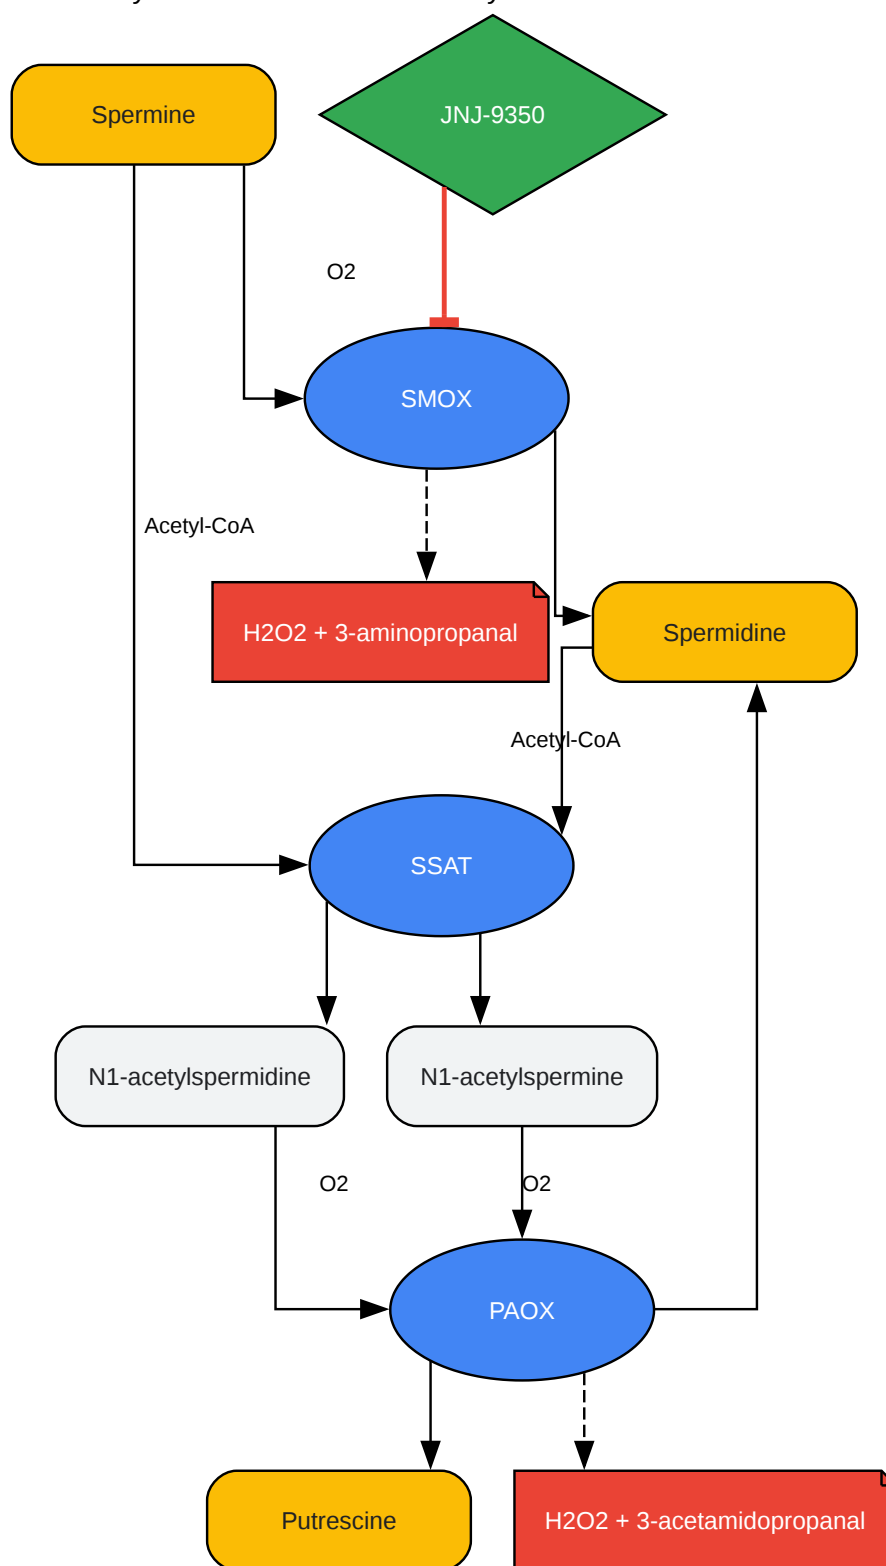 Spermine
JNJ-9350
O2
SMOX
Acetyl-CoA
H2O2 + 3-aminopropanal
Spermidine
Acetyl-CoA
SSAT
N1-acetylspermidine
N1-acetylspermine
O2
O2
PAOX
Putrescine
H2O2 + 3-acetamidopropanal